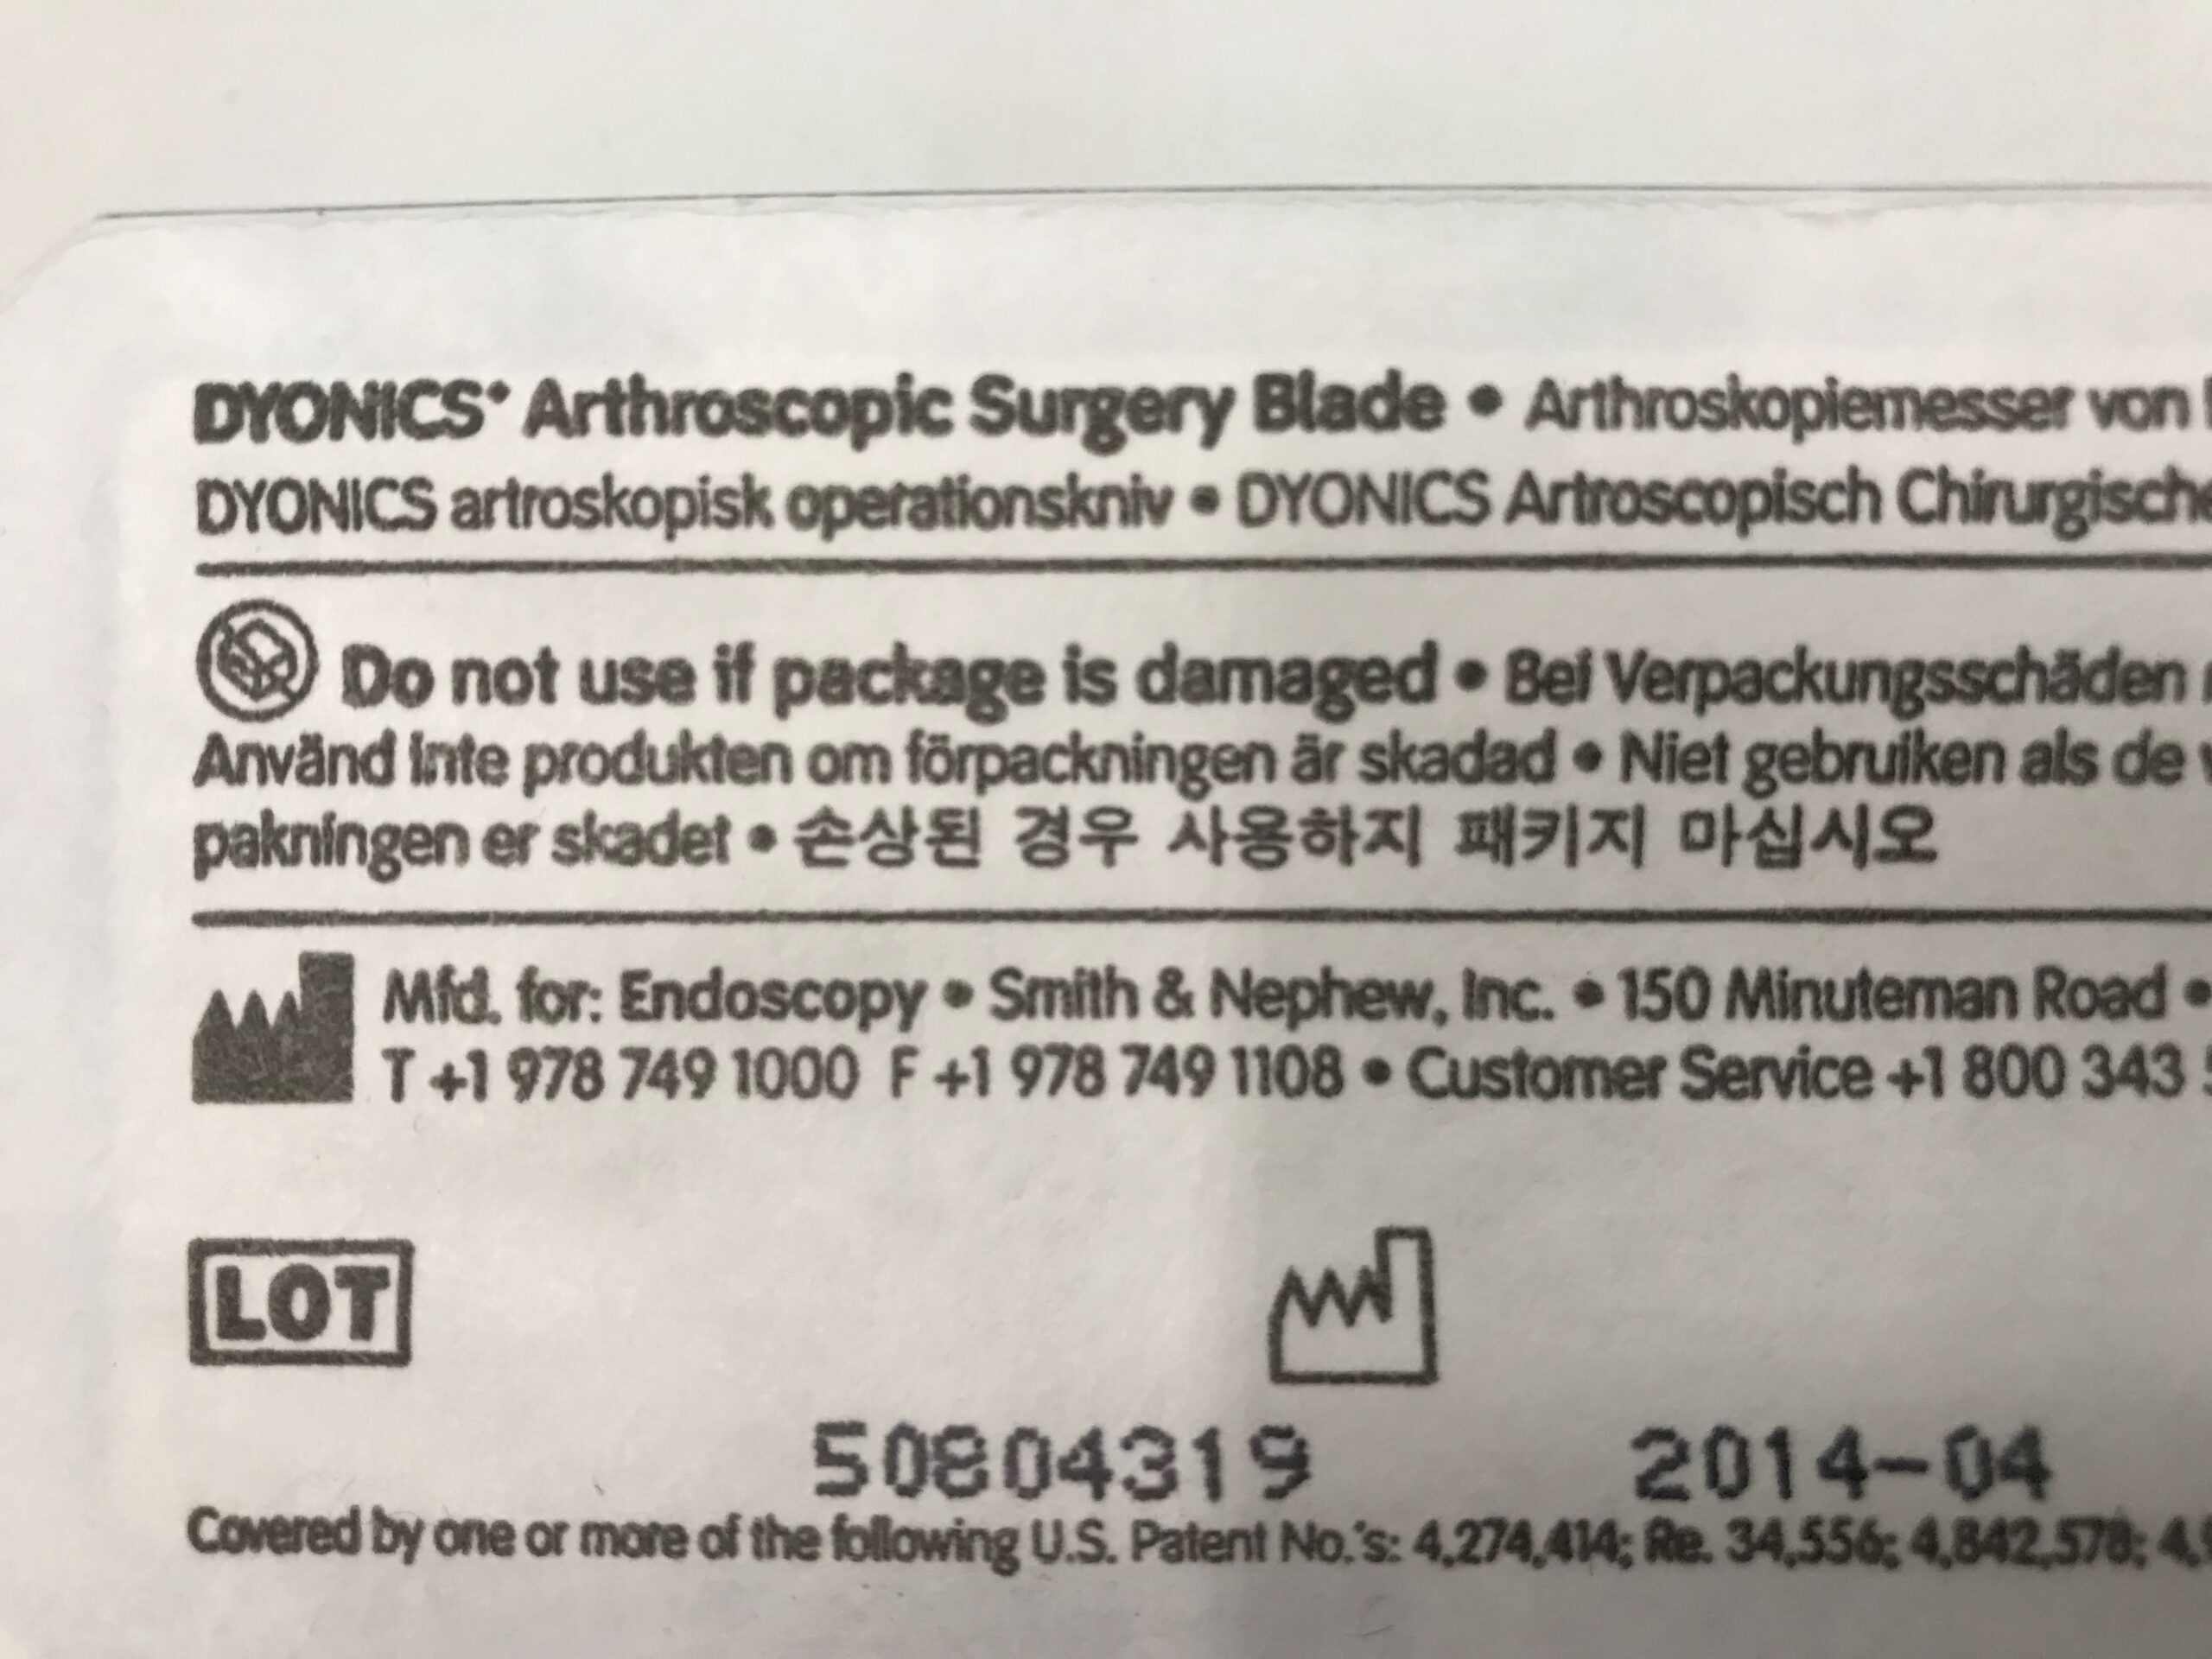 DYONICS* Arthroscopic Surgery Blade • Arthroskopiemesser von
DYONICS artroskopisk operationskniv • DYONICS Artroscopisch Chirurgisch
Do not use if package is damaged • Bei Verpackungsschäden
Använd inte produkten om förpackningen är skadad • Niet gebruiken als de
pakningen er skadet • 손상된 경우 사용하지 패키지 마십시오
Mfd. for: Endoscopy • Smith & Nephew, Inc. • 150 Minuteman Road •
T +1 978 749 1000 F +1 978 749 1108 • Customer Service +1 800 343
LOT
50804319 2014-04
Covered by one or more of the following U.S. Patent No.'s: 4,274,414; Re. 34,556; 4,842,578;